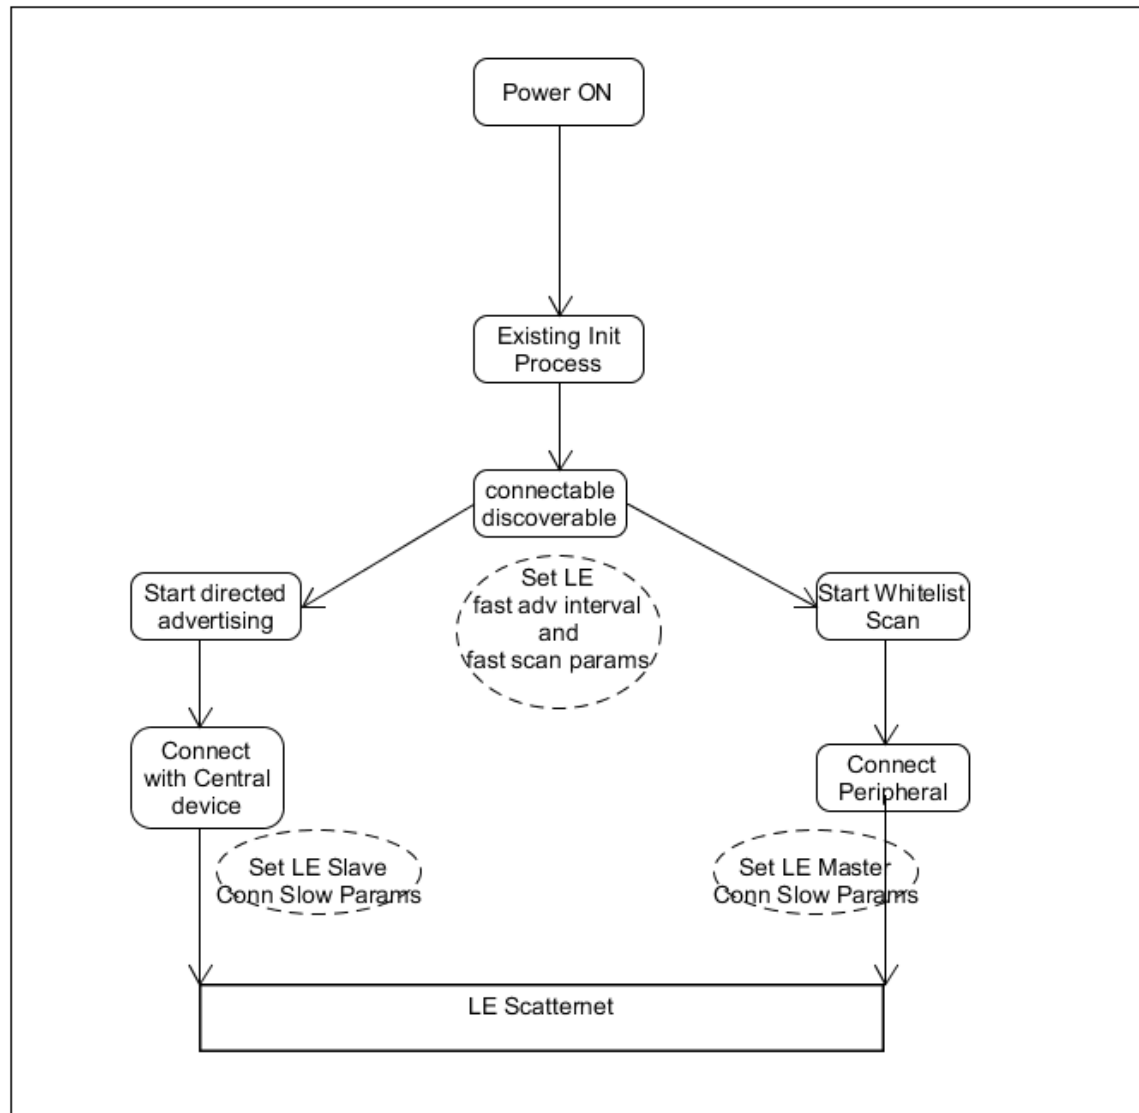 Power ON
Existing Init
Process
connectable
discoverable
Start directed
advertising
Set LE
fast adv interval
and
fast scan params
Start Whitelist
Scan
Connect
with Central
device
Connect
Peripheral
Set LE Slave
Conn Slow Params
Set LE Master
Conn Slow Params
LE Scatternet